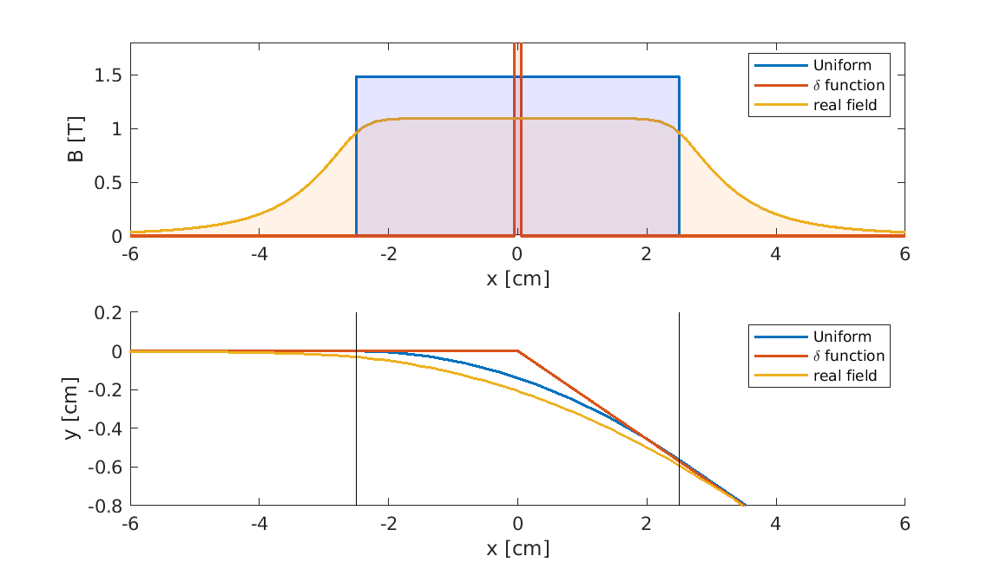 B [T]
1.5
1
0.5
0
-6 -4 -2 0 2 4 6
x [cm]
Uniform
δ function
real field
y [cm]
0.2
0
-0.2
-0.4
-0.6
-0.8
-6 -4 -2 0 2 4 6
x [cm]
Uniform
δ function
real field